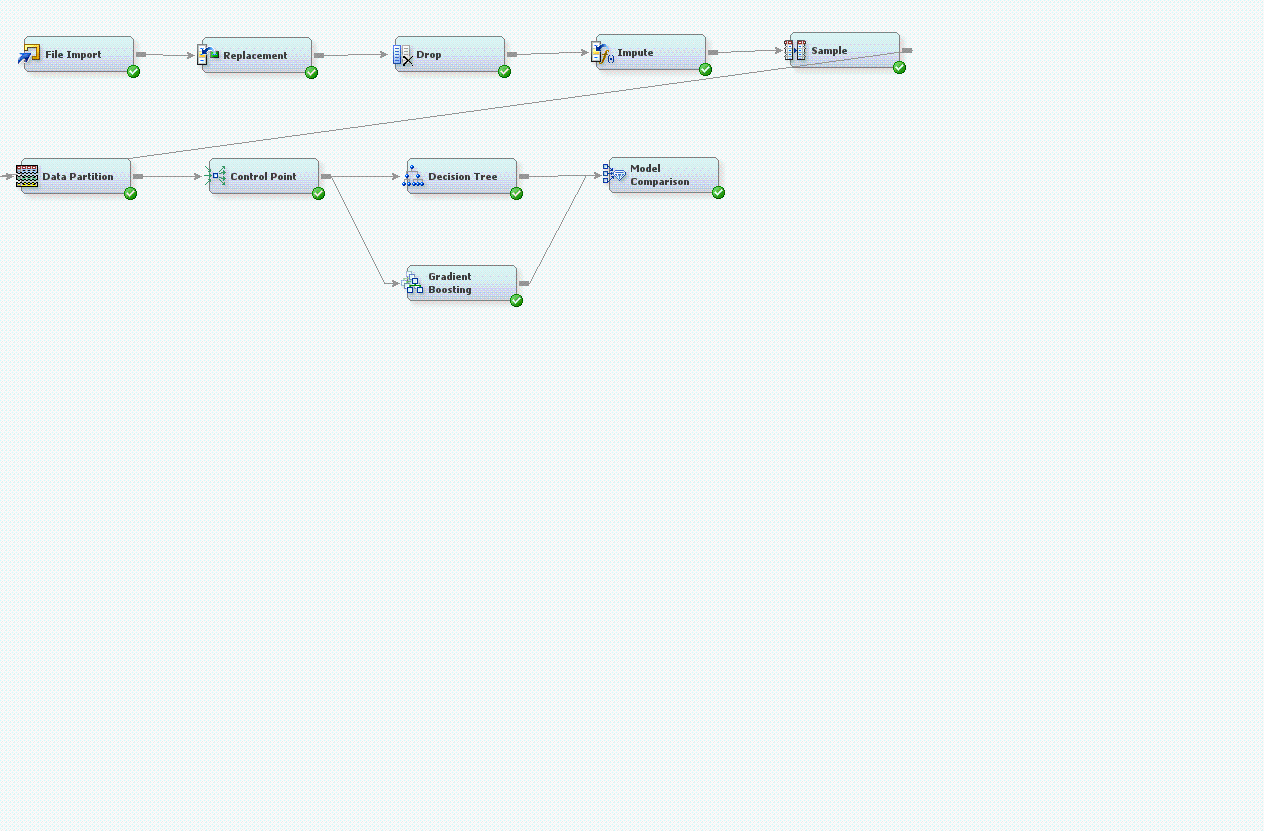 File Import
Replacement
Drop
Impute
Sample
Data Partition
Control Point
Decision Tree
Model
Comparison
Gradient
Boosting